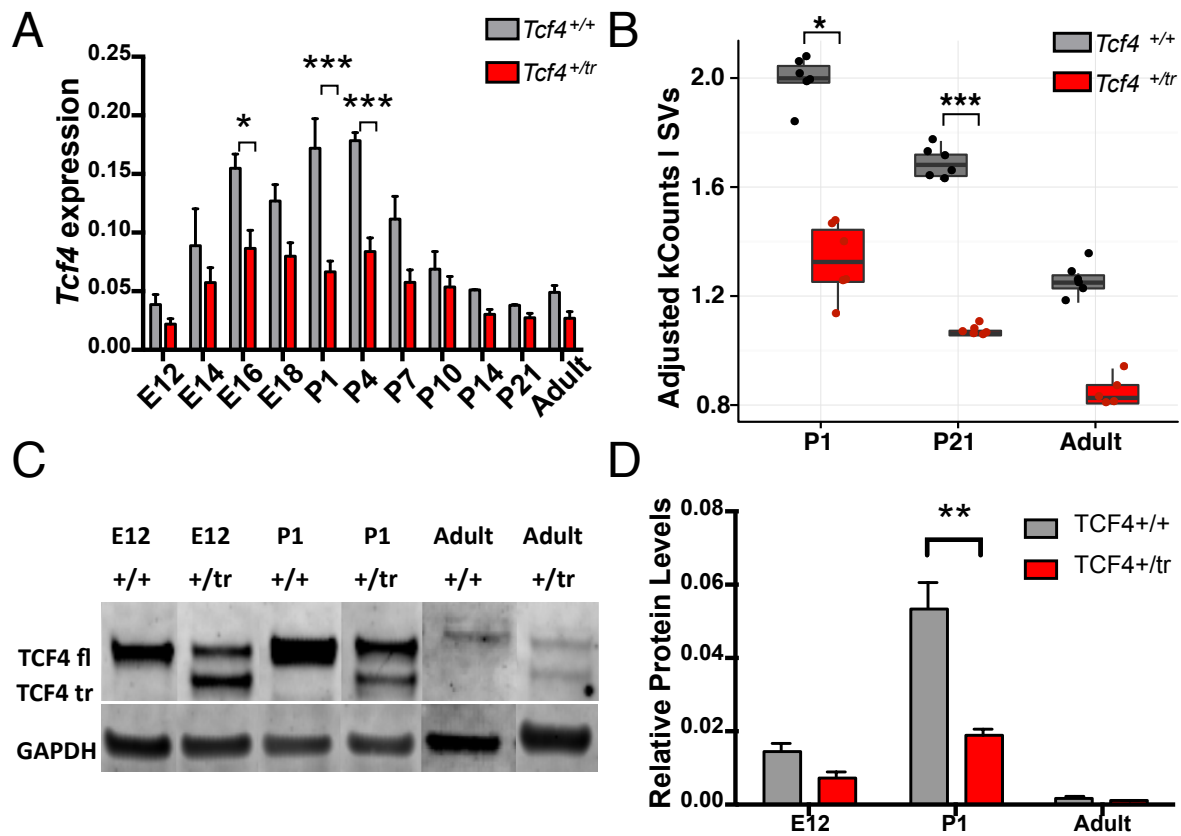 A
Tcf4 +/+
Tcf4 +/tr
Tcf4 expression
0.25
0.20
0.15
0.10
0.05
0.00
*
***
***
E12 E14 E16 E18 P1 P4 P7 P10 P14 P21 Adult
B
Tcf4 +/+
Tcf4 +/tr
Adjusted kCounts I SVs
2.0
1.6
1.2
0.8
*
***
P1 P21 Adult
C
E12 E12 P1 P1 Adult Adult
+/+ +/tr +/+ +/tr +/+ +/tr
TCF4 fl
TCF4 tr
GAPDH
D
TCF4+/+
TCF4+/tr
Relative Protein Levels
0.08
0.06
0.04
0.02
0.00
**
E12 P1 Adult